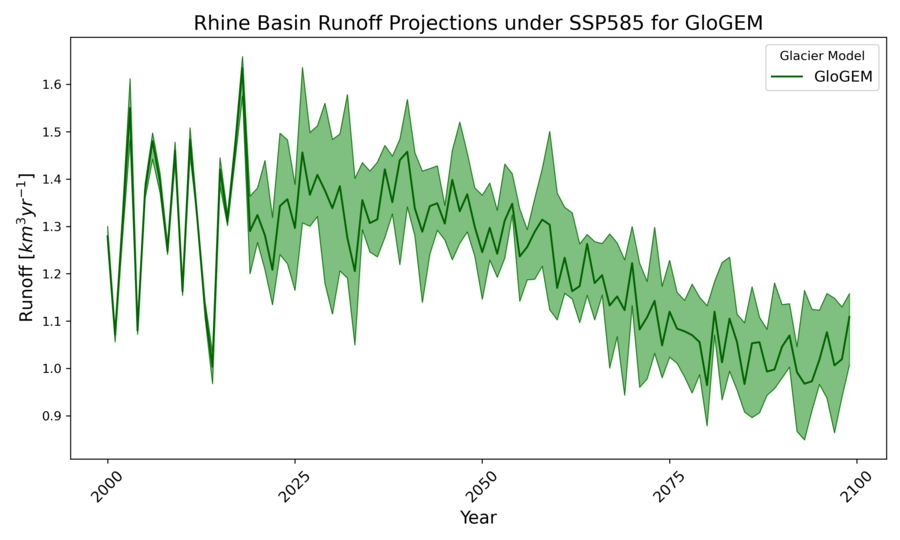 Rhine Basin Runoff Projections under SSP585 for GloGEM
Glacier Model
GloGEM
Runoff [km³yr⁻¹]
1.6
1.5
1.4
1.3
1.2
1.1
1.0
0.9
2000
2025
2050
2075
2100
Year